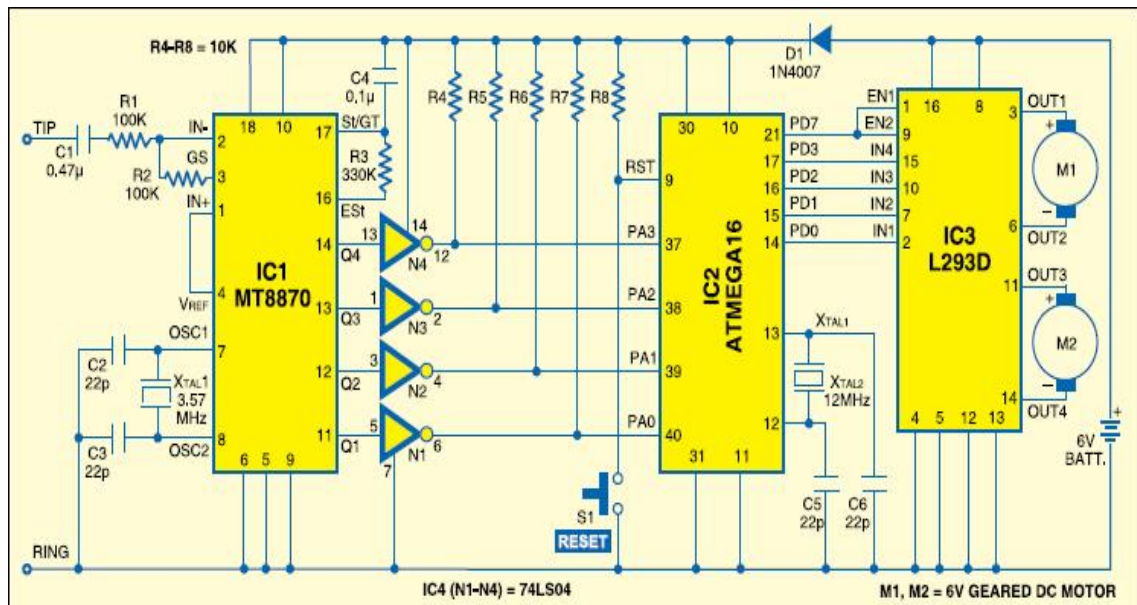 R4–R8 = 10K
D1
1N4007
TIP
C1
0.47µ
R1
100K
R2
100K
IN-
2
GS
3
IN+
1
4
VREF
OSC1
7
8
OSC2
C2
22p
XTAL1
3.57
MHz
C3
22p
RING
18
10
17
St/GT
C4
0.1µ
R3
330K
16
ESt
IC1
MT8870
14
Q4
13
Q3
12
Q2
11
Q1
6
5
9
13
14
N4
12
1
N3
2
3
N2
4
5
N1
6
7
R4
R5
R6
R7
R8
RST
9
PA3
37
PA2
38
PA1
39
PA0
40
S1
RESET
30
10
IC2
ATMEGA16
31
11
21
PD7
17
PD3
16
PD2
15
PD1
14
PD0
13
XTAL1
XTAL2
12MHz
12
C5
22p
C6
22p
EN1
1
EN2
9
IN4
15
IN3
10
IN2
7
IN1
2
16
8
IC3
L293D
3
OUT1
6
OUT2
11
OUT3
14
OUT4
4
5
12
13
+
M1
–
+
M2
–
+
6V
BATT.
IC4 (N1-N4) = 74LS04
M1, M2 = 6V GEARED DC MOTOR